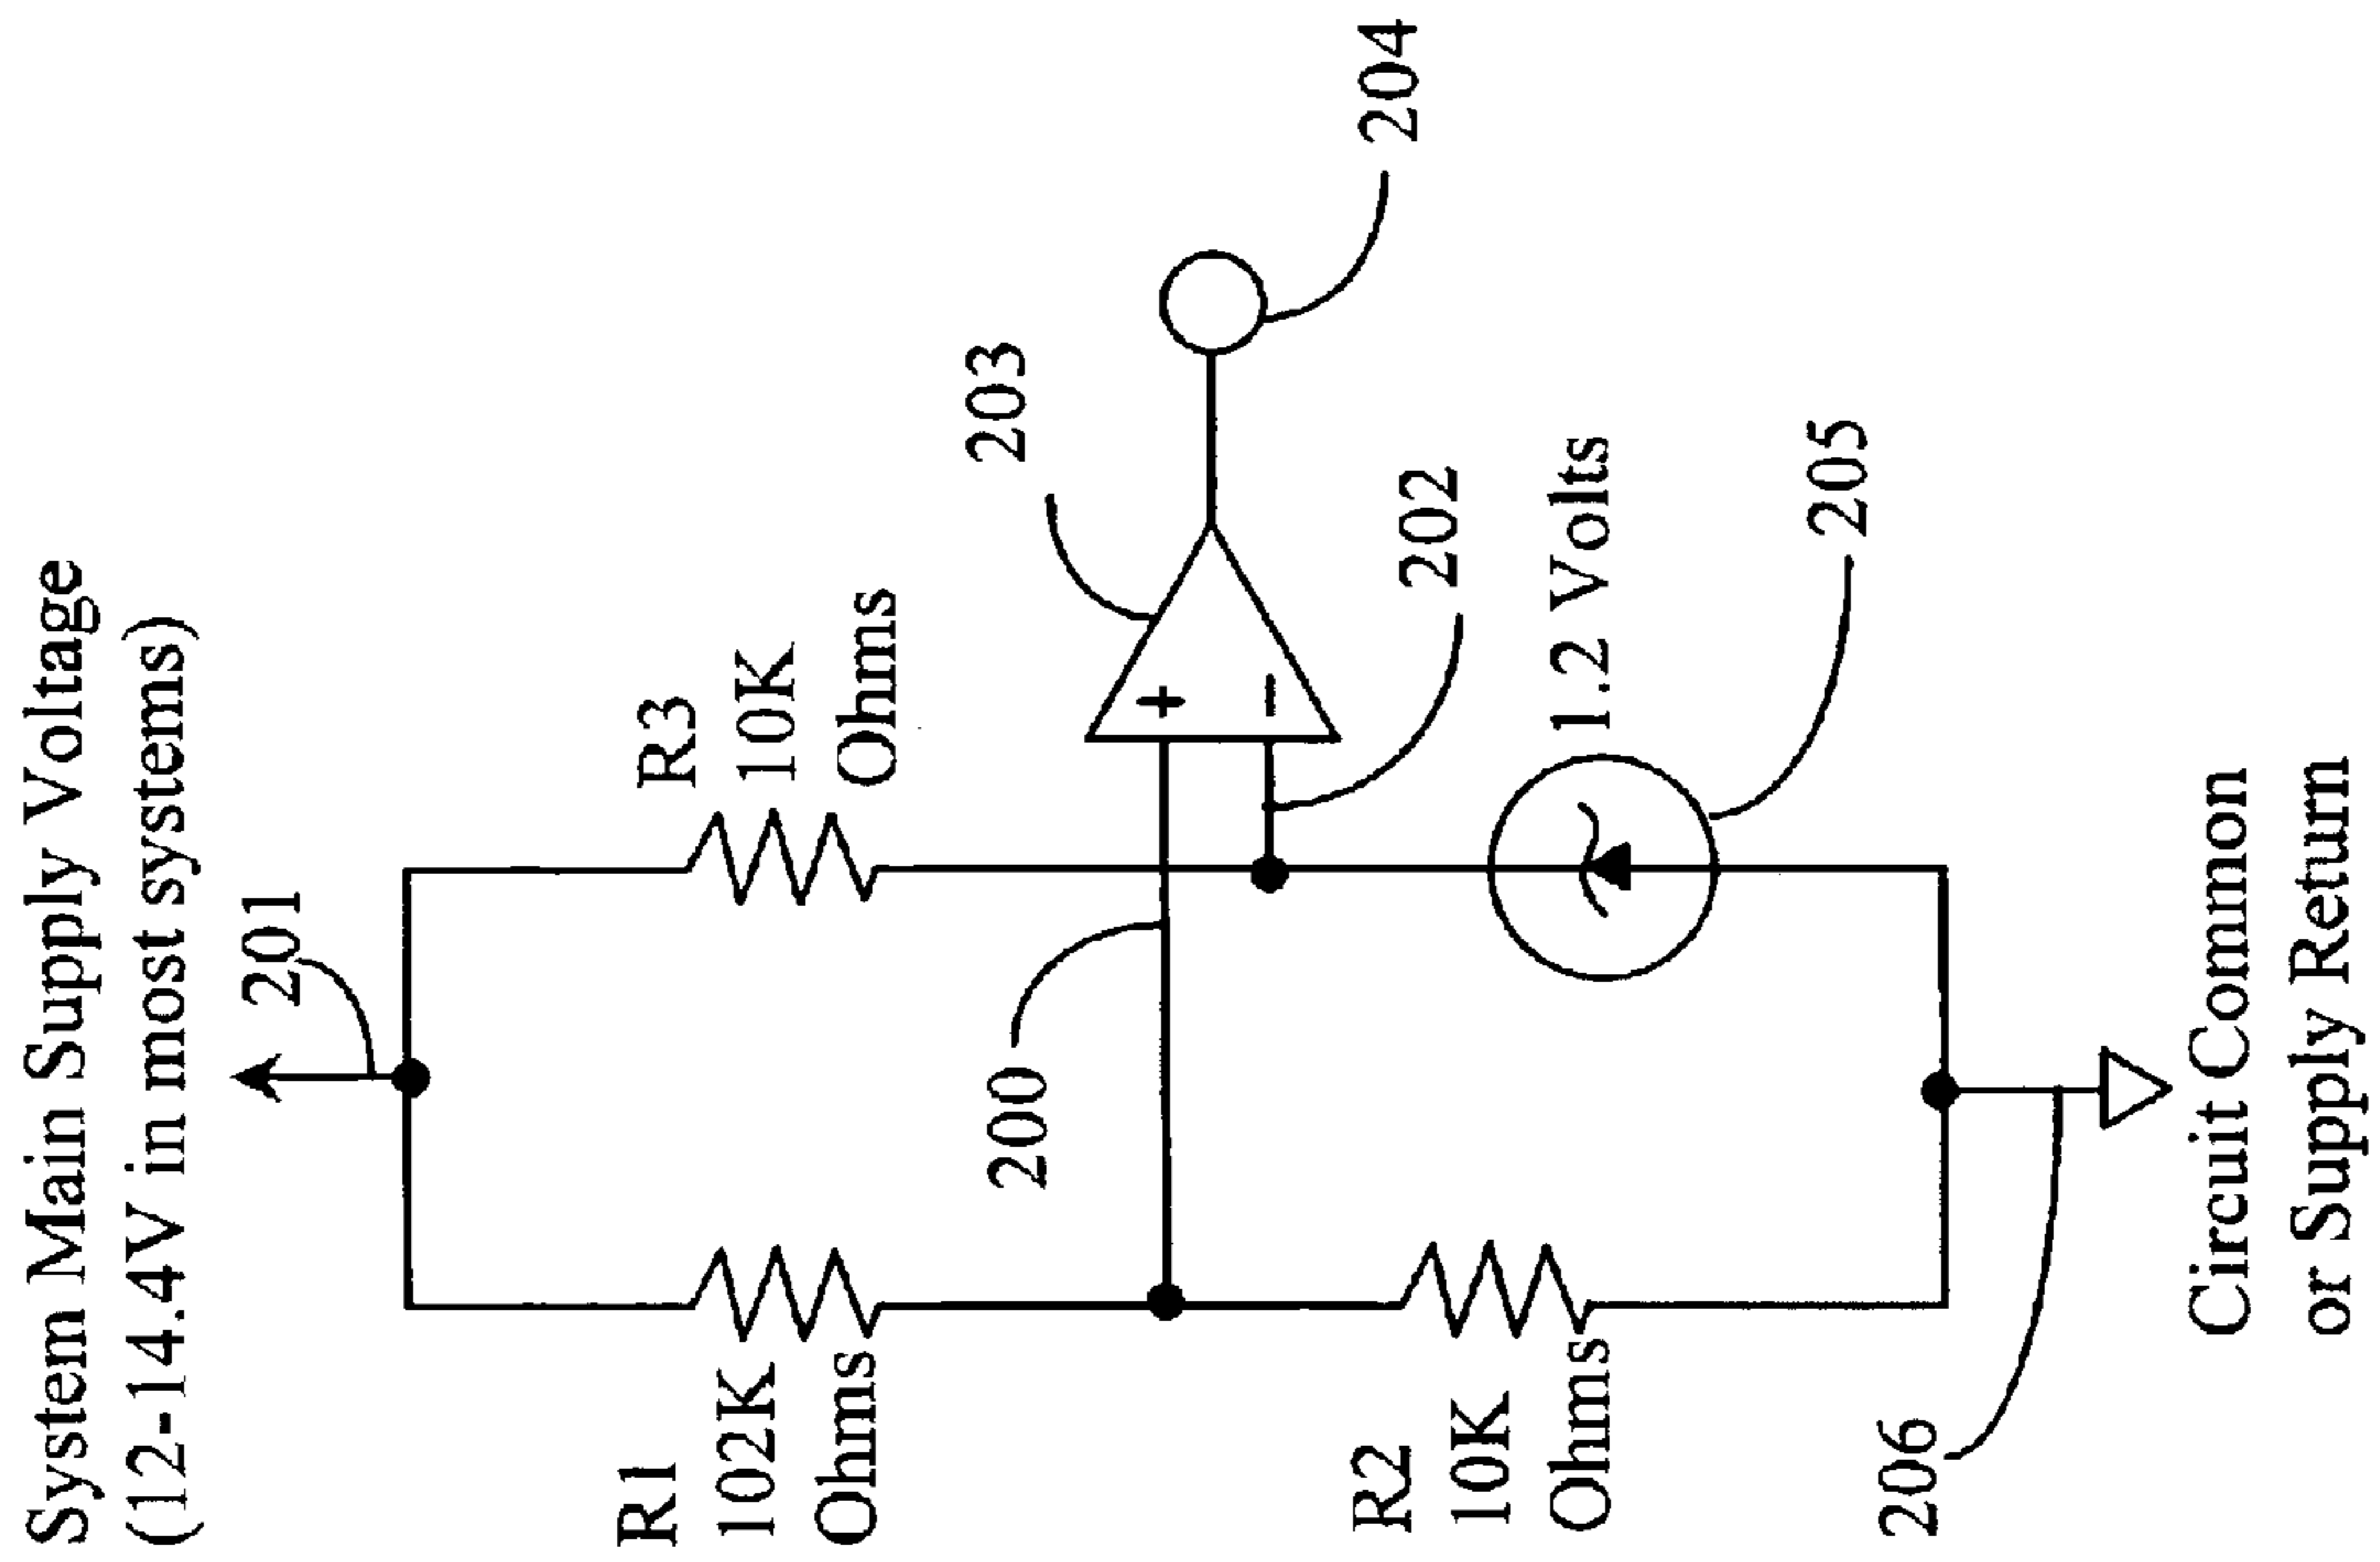 System Main Supply Voltage
(12-14.4V in most systems)
201
R1
102K
Ohms
R3
10K
Ohms
200
203
204
+
−
202
R2
10K
Ohms
1.2 Volts
205
206
Circuit Common
or Supply Return